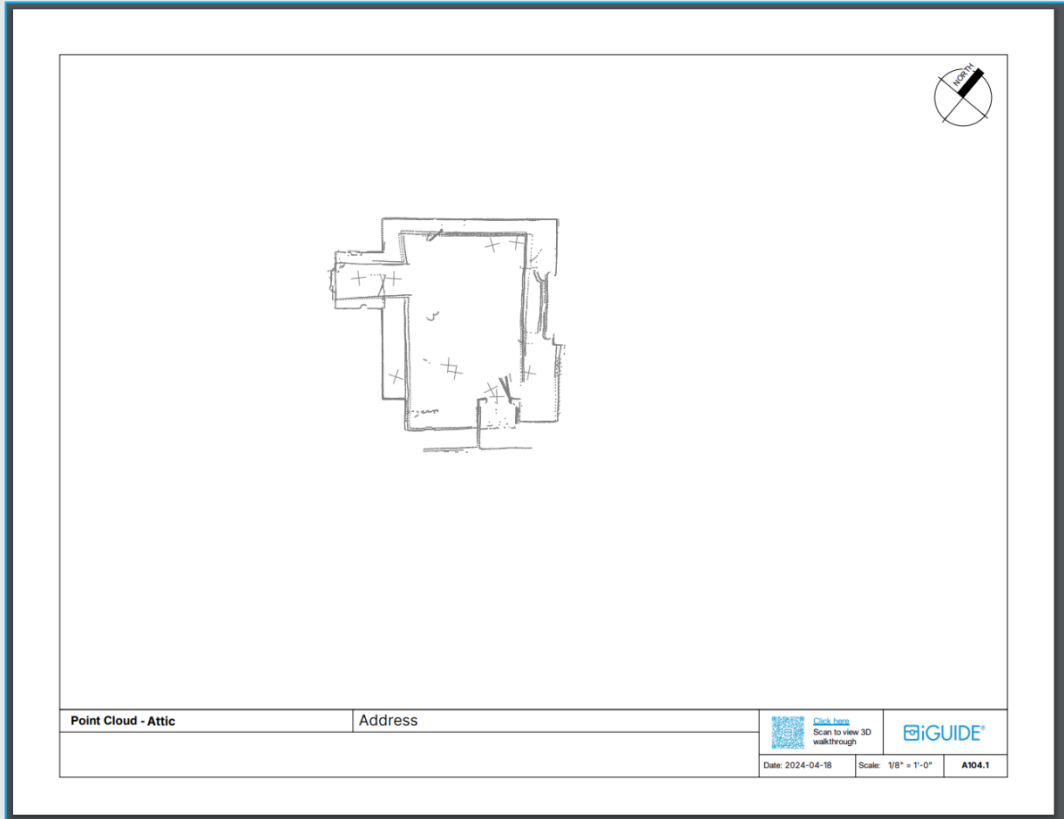 NORTH
Point Cloud - Attic
Address
Click here
Scan to view 3D
walkthrough
iGUIDE®
Date: 2024-04-18
Scale: 1/8" = 1'-0"
A104.1